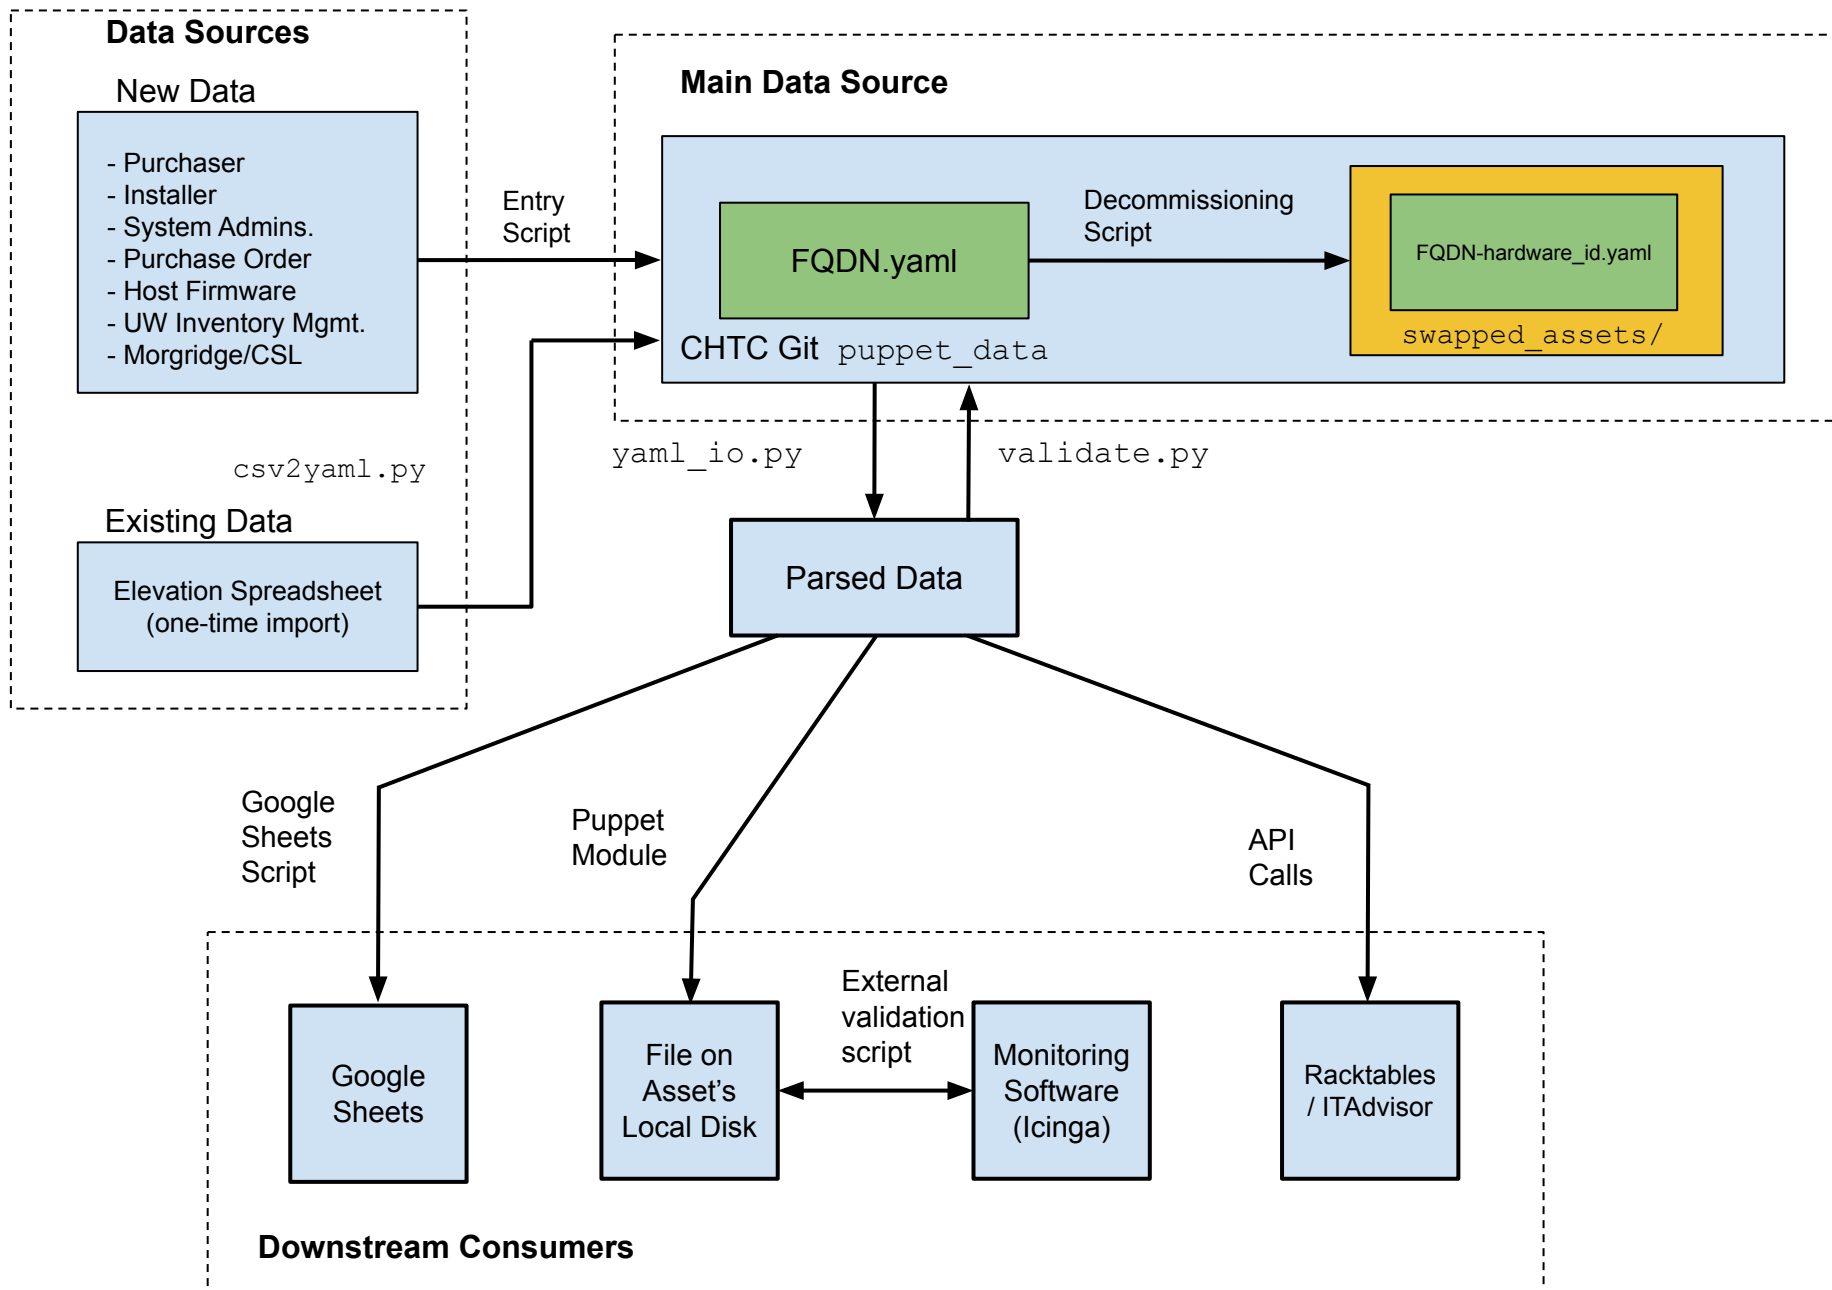 Data Sources
New Data
- Purchaser
- Installer
- System Admins.
- Purchase Order
- Host Firmware
- UW Inventory Mgmt.
- Morgridge/CSL
csv2yaml.py
Existing Data
Elevation Spreadsheet
(one-time import)
Entry
Script
Main Data Source
FQDN.yaml
Decommissioning
Script
FQDN-hardware_id.yaml
swapped_assets/
CHTC Git puppet_data
yaml_io.py
validate.py
Parsed Data
Google
Sheets
Script
Puppet
Module
API
Calls
Google
Sheets
File on
Asset’s
Local Disk
External
validation
script
Monitoring
Software
(Icinga)
Racktables
/ ITAdvisor
Downstream Consumers